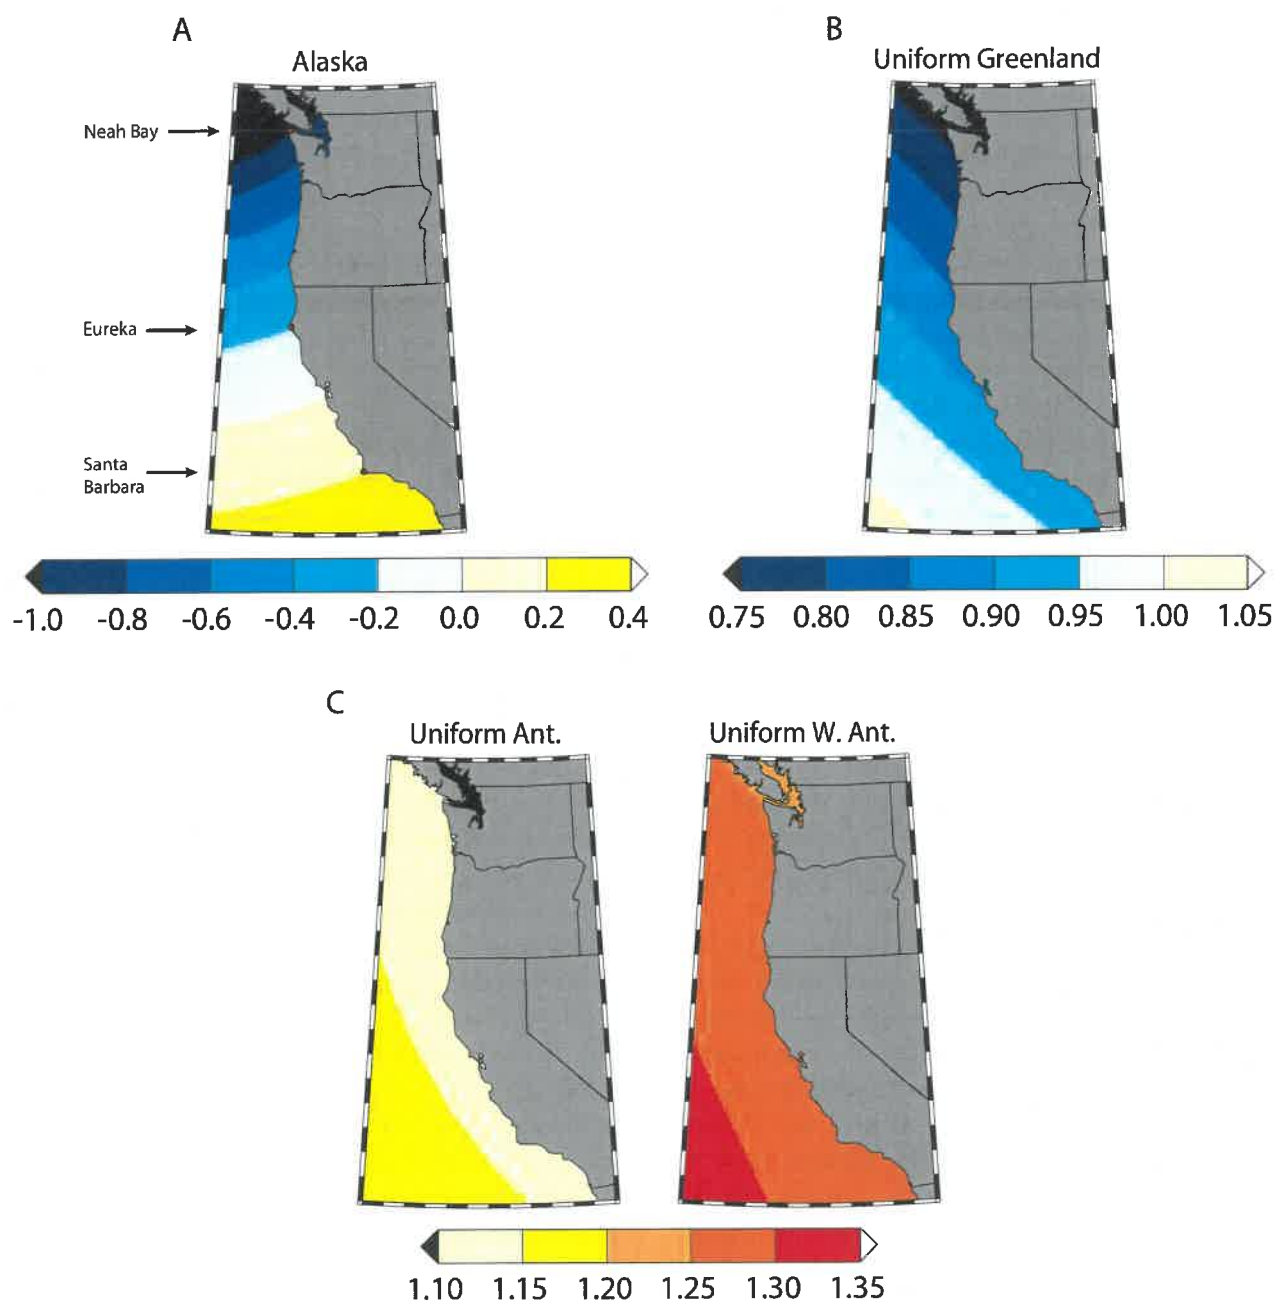 A
B
Alaska
Uniform Greenland
Neah Bay
Eureka
Santa
Barbara
-1.0 -0.8 -0.6 -0.4 -0.2 0.0 0.2 0.4
0.75 0.80 0.85 0.90 0.95 1.00 1.05
C
Uniform Ant.
Uniform W. Ant.
1.10 1.15 1.20 1.25 1.30 1.35